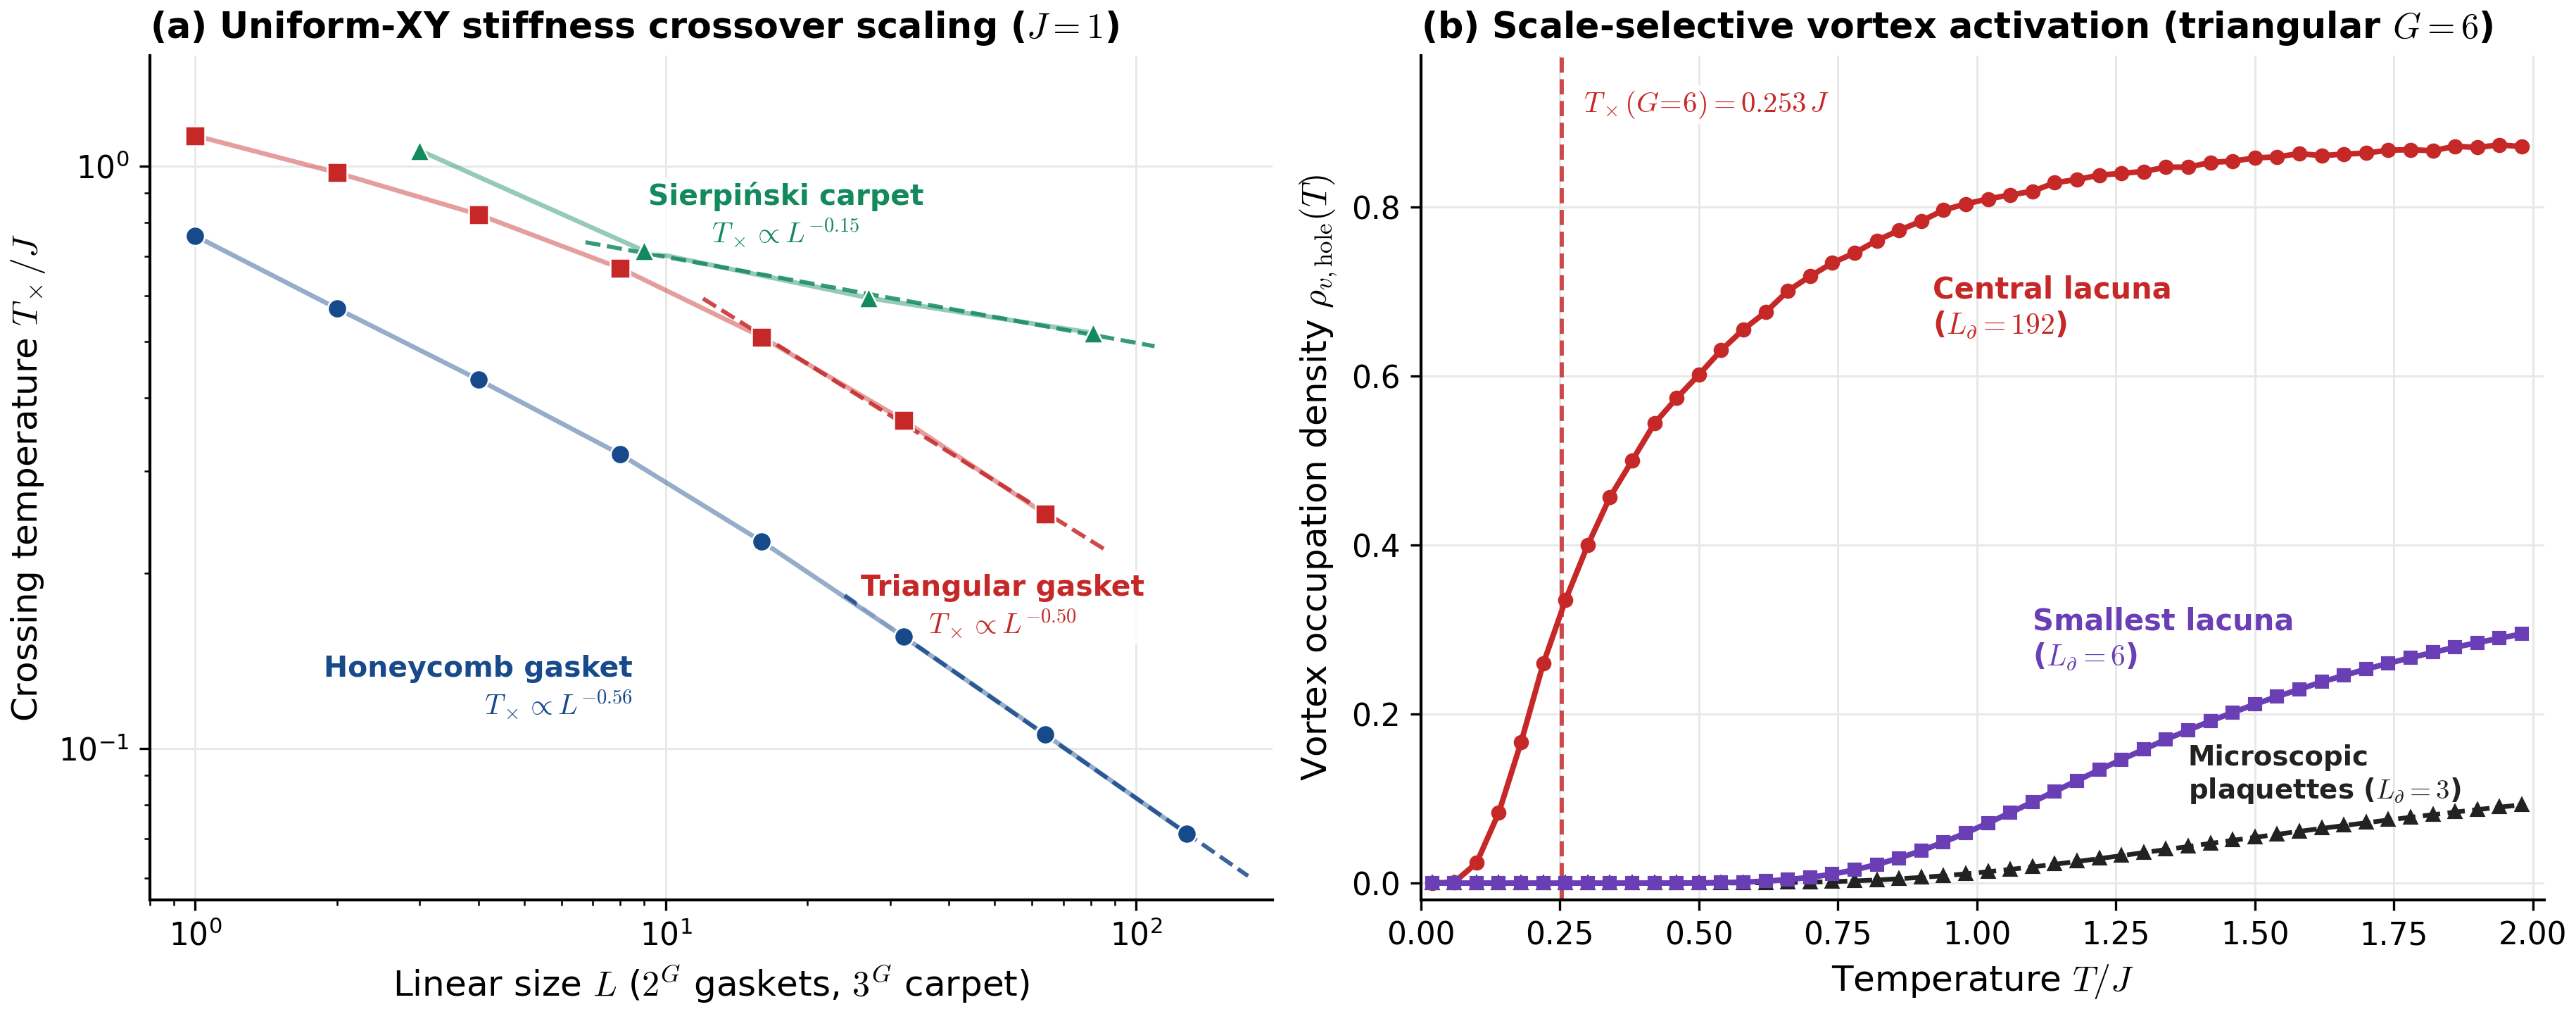 (a) Uniform-XY stiffness crossover scaling (J = 1)
Crossing temperature T× / J
10⁰
10⁻¹
Sierpiński carpet
T× ∝ L⁻⁰·¹⁵
Triangular gasket
T× ∝ L⁻⁰·⁵⁰
Honeycomb gasket
T× ∝ L⁻⁰·⁵⁶
10⁰ 10¹ 10²
Linear size L (2ᴳ gaskets, 3ᴳ carpet)
(b) Scale-selective vortex activation (triangular G = 6)
Vortex occupation density ρv,hole(T)
0.8
0.6
0.4
0.2
0.0
T× (G=6) = 0.253 J
Central lacuna
(L∂ = 192)
Smallest lacuna
(L∂ = 6)
Microscopic
plaquettes (L∂ = 3)
0.00 0.25 0.50 0.75 1.00 1.25 1.50 1.75 2.00
Temperature T/J